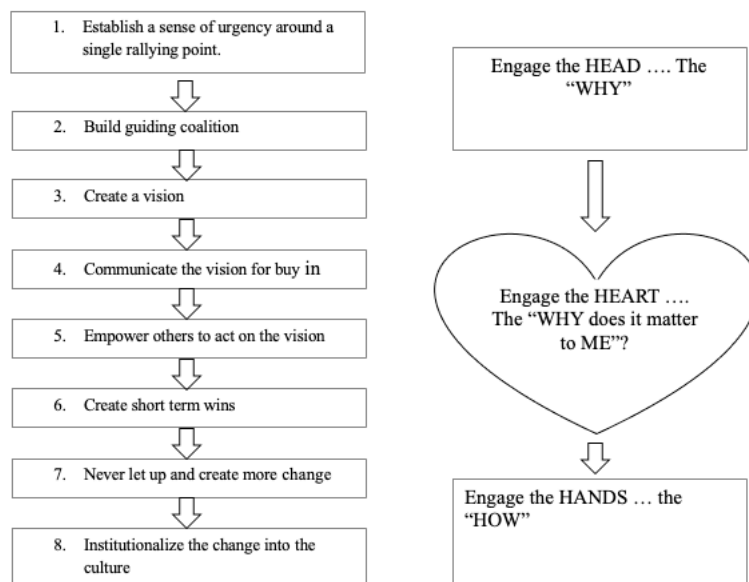 1. Establish a sense of urgency around a
single rallying point.
2. Build guiding coalition
3. Create a vision
4. Communicate the vision for buy in
5. Empower others to act on the vision
6. Create short term wins
7. Never let up and create more change
8. Institutionalize the change into the
culture
Engage the HEAD .... The
“WHY”
Engage the HEART ....
The “WHY does it matter
to ME”?
Engage the HANDS ... the
“HOW”